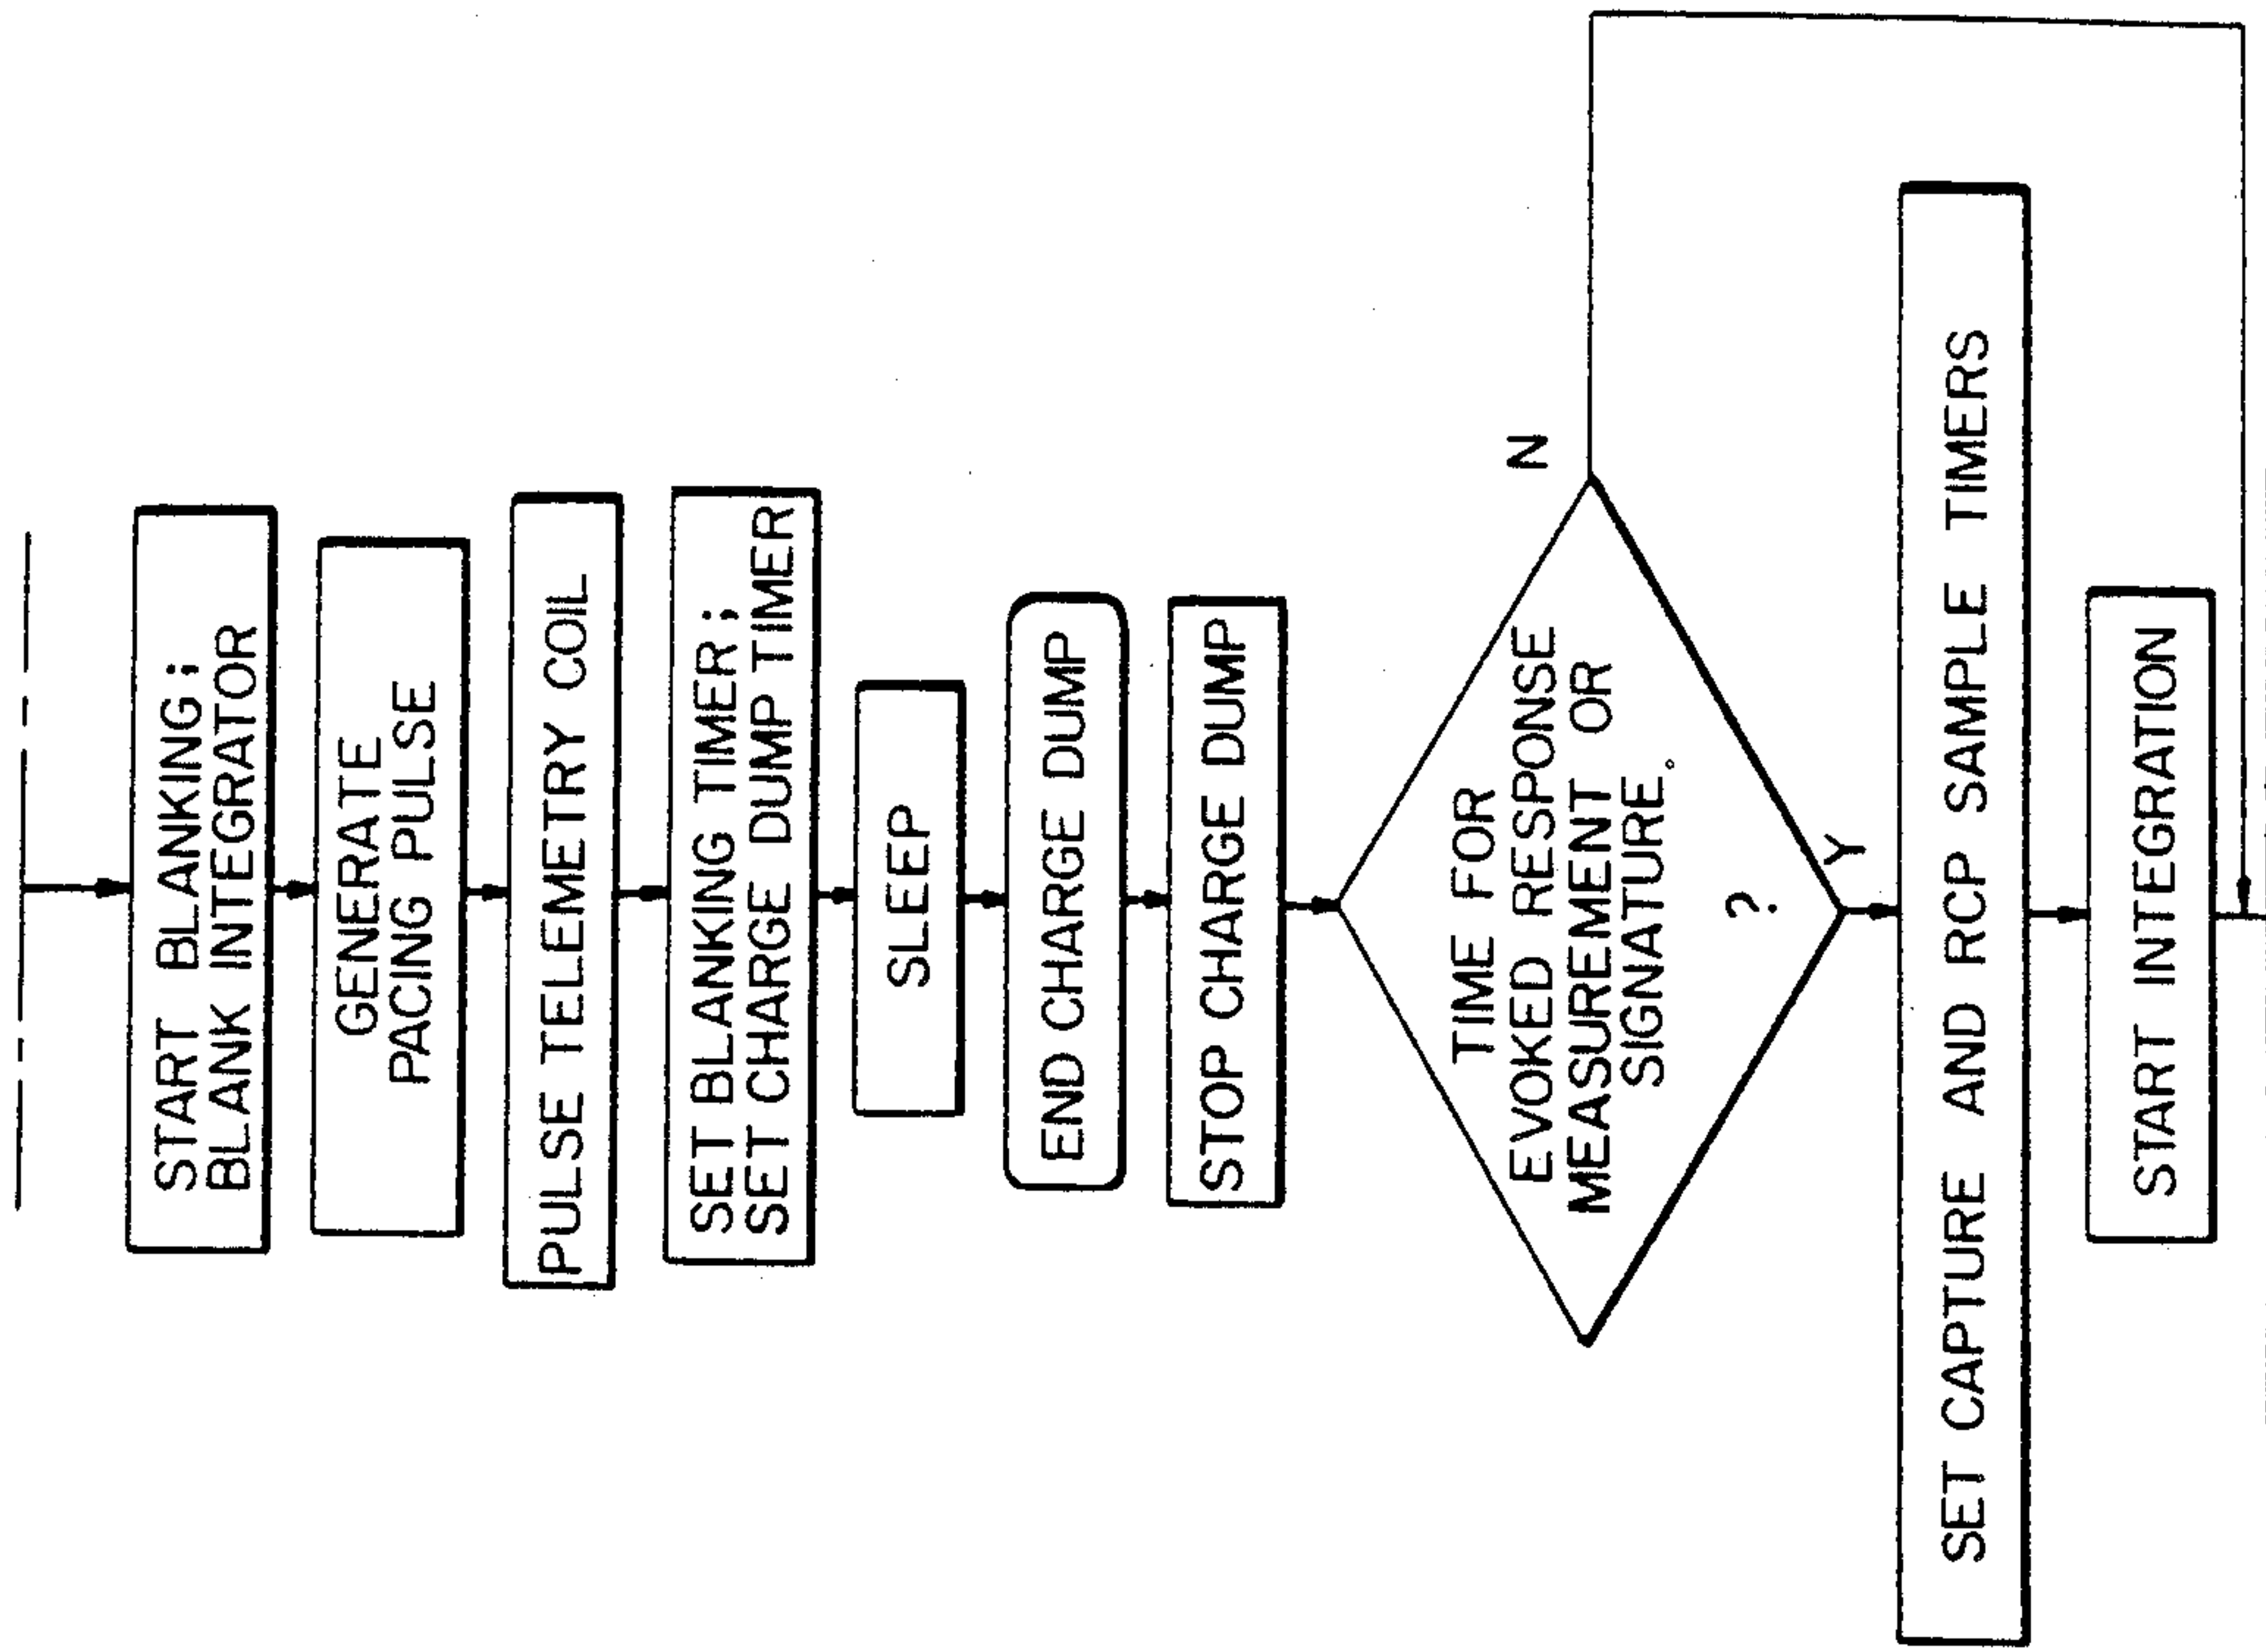 START BLANKING;
BLANK INTEGRATOR
GENERATE
PACING PULSE
PULSE TELEMETRY COIL
SET BLANKING TIMER;
SET CHARGE DUMP TIMER
SLEEP
END CHARGE DUMP
STOP CHARGE DUMP
TIME FOR
EVOKED RESPONSE
MEASUREMENT OR
SIGNATURE.
?
N
Y
SET CAPTURE AND RCP SAMPLE TIMERS
START INTEGRATION